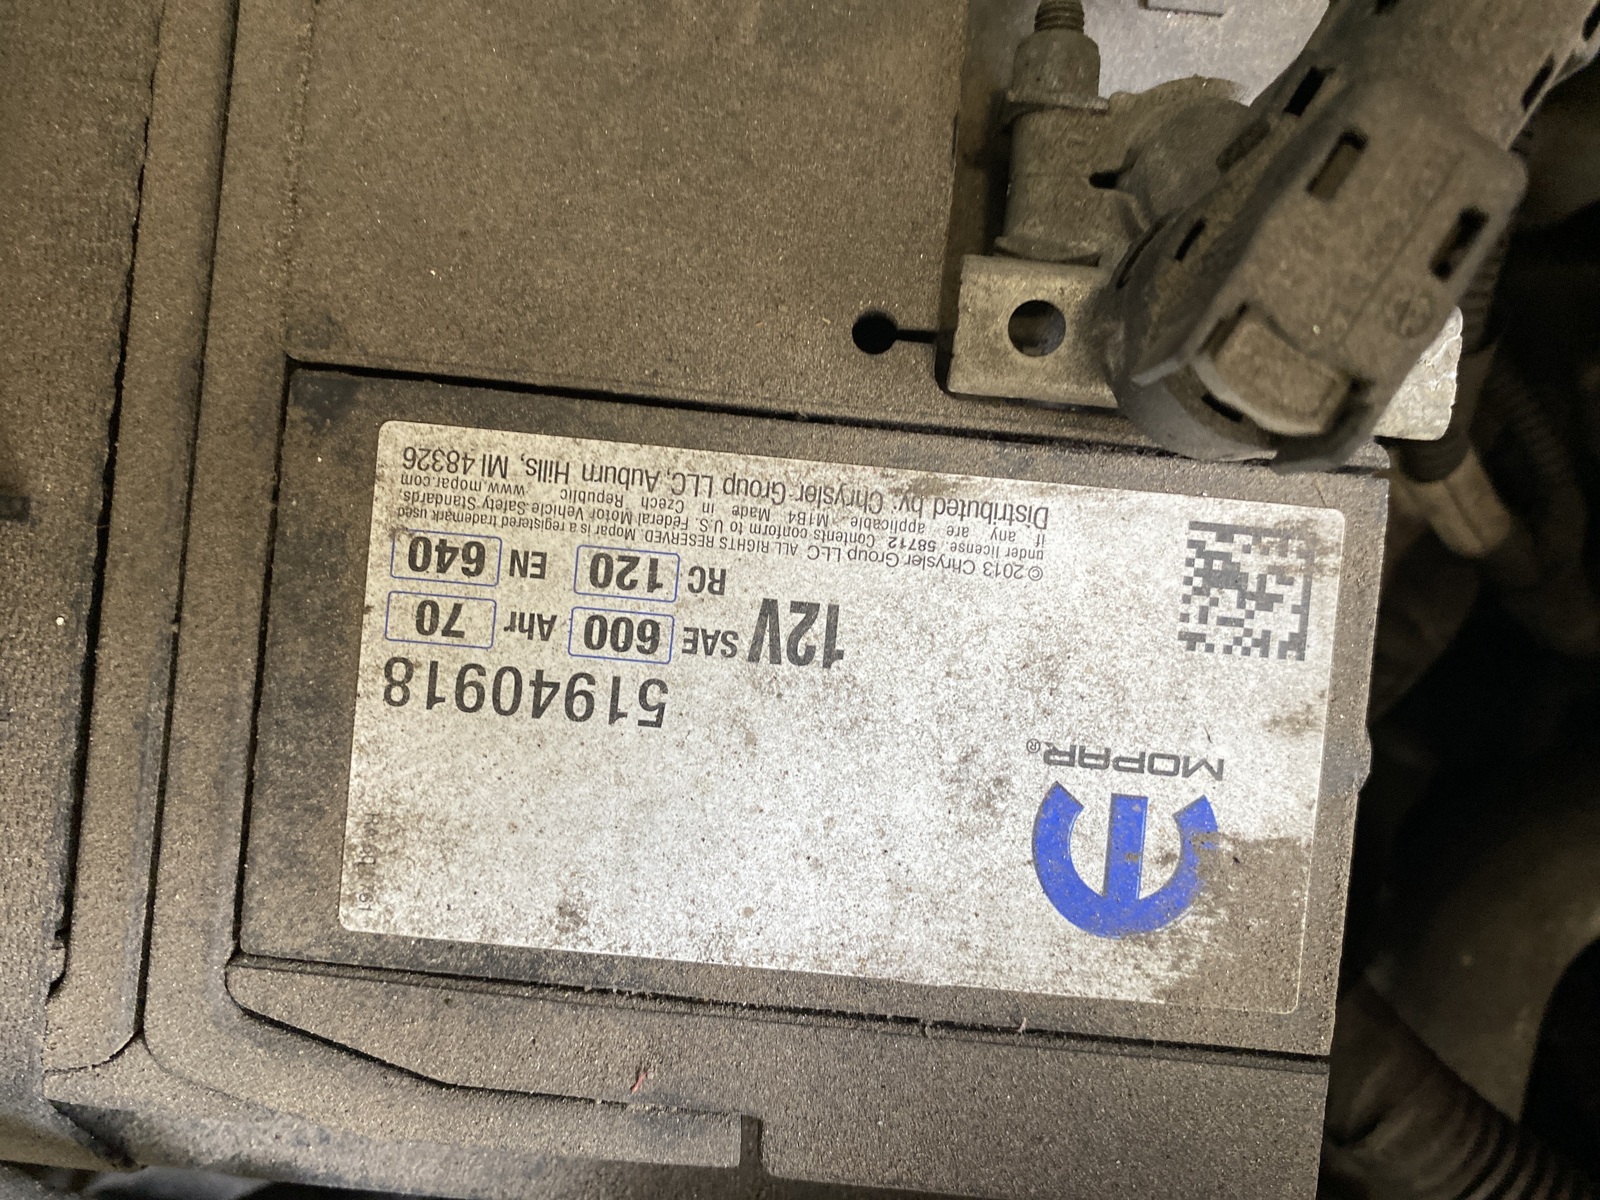 MOPAR®
51940918
12V SAE 600 Ahr 70
RC 120 EN 640
© 2013 Chrysler Group LLC. ALL RIGHTS RESERVED. Mopar is a registered trademark used
under license. 58712 Contents conform to U.S. Federal Motor Vehicle Safety Standards,
if any are applicable. M1B4 Made in Czech Republic www.mopar.com
Distributed by: Chrysler Group LLC, Auburn Hills, MI 48326